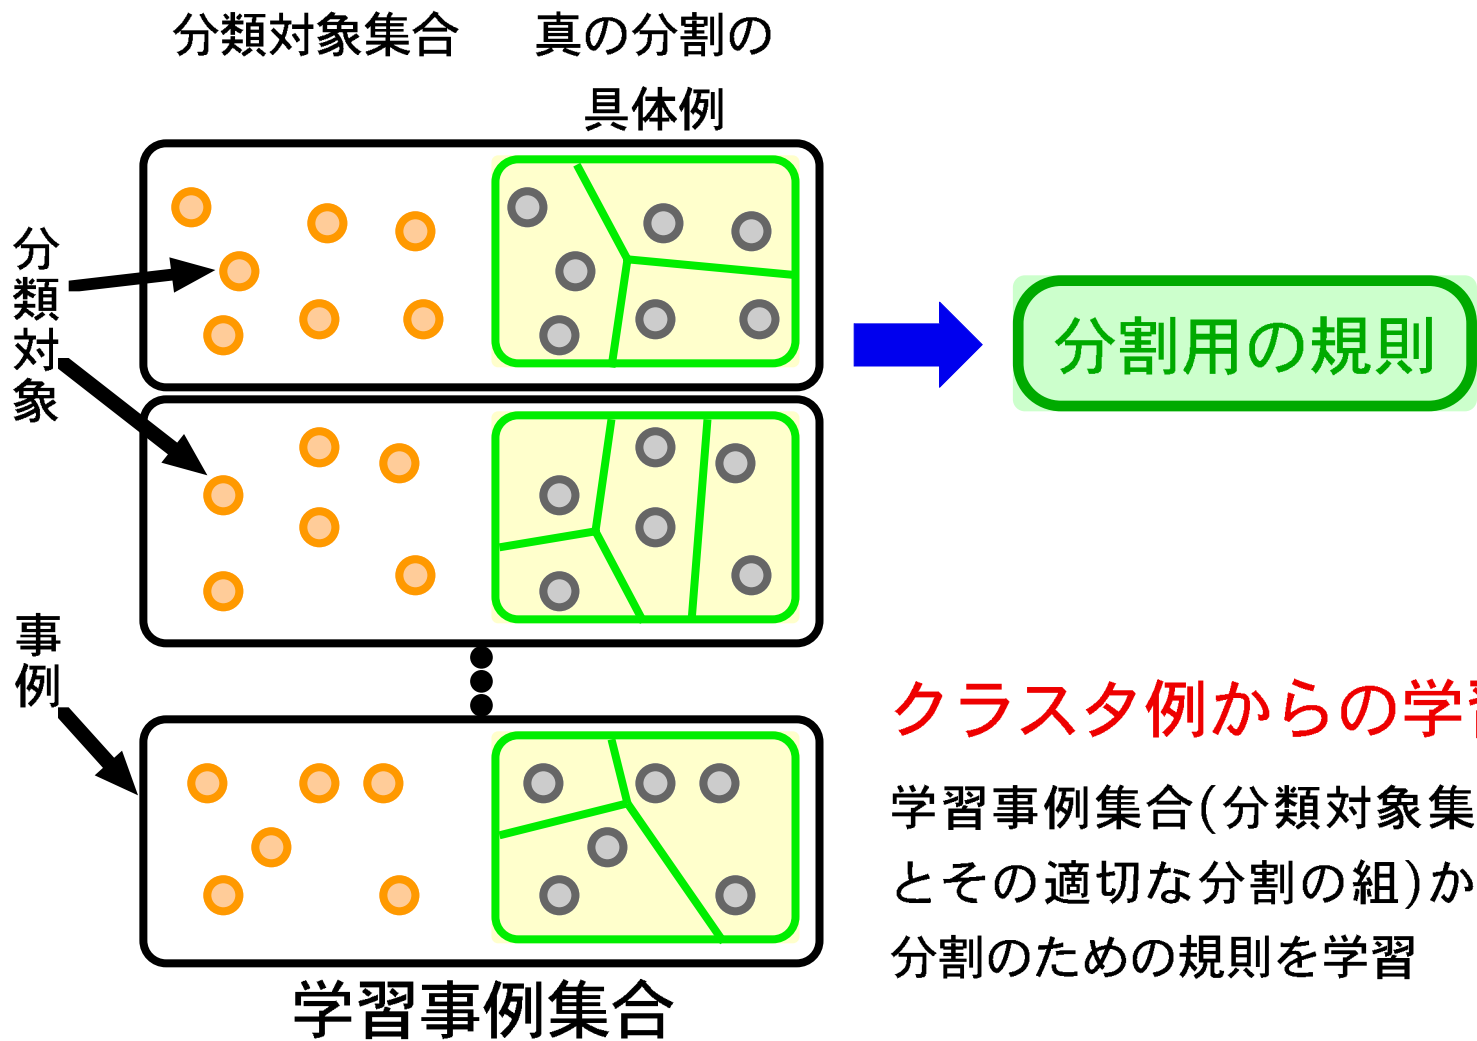 分類対象集合
真の分割の
具体例
分類対象
事例
分割用の規則
クラスタ例からの学習
学習事例集合(分類対象集
とその適切な分割の組)か
分割のための規則を学習
学習事例集合